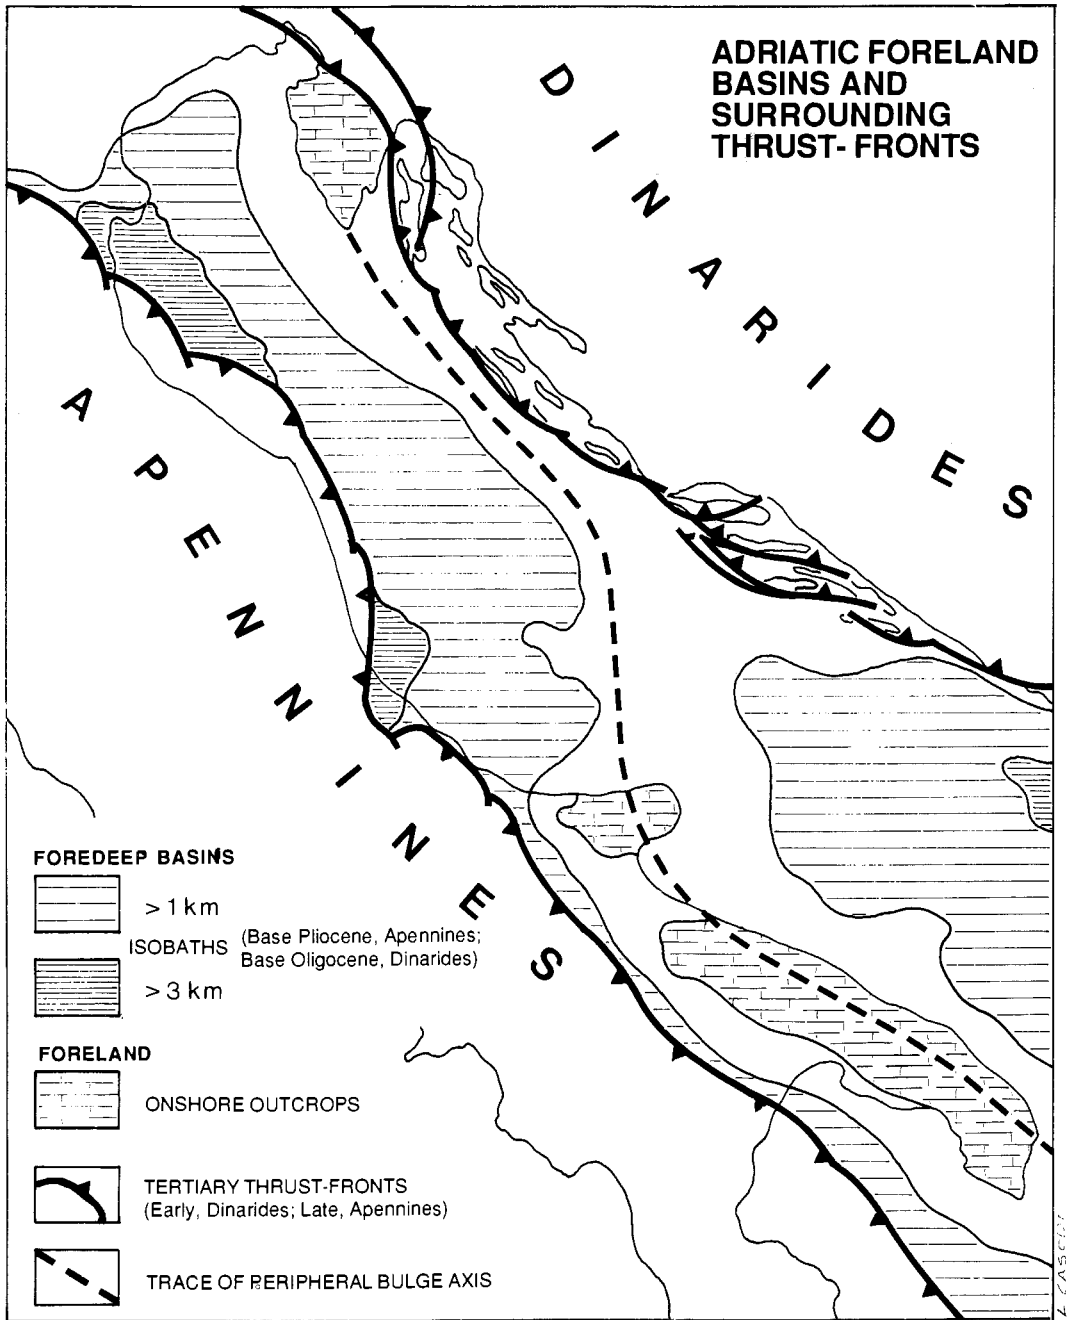 ADRIATIC FORELAND
BASINS AND
SURROUNDING
THRUST- FRONTS
DINARIDES
APENNINES
FOREDEEP BASINS
> 1 km
ISOBATHS (Base Pliocene, Apennines;
Base Oligocene, Dinarides)
> 3 km
FORELAND
ONSHORE OUTCROPS
TERTIARY THRUST-FRONTS
(Early, Dinarides; Late, Apennines)
TRACE OF PERIPHERAL BULGE AXIS